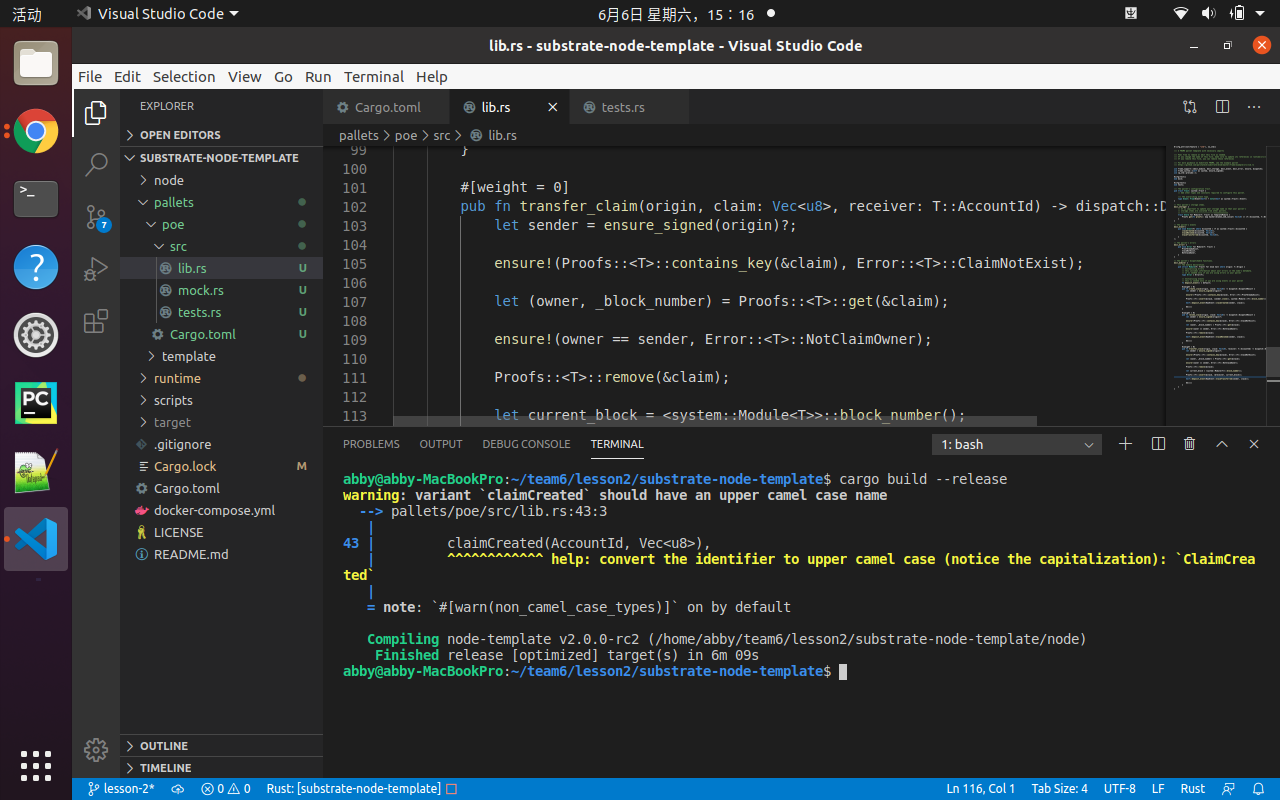 活动
Visual Studio Code
6月6日 星期六，15：16
lib.rs - substrate-node-template - Visual Studio Code
File Edit Selection View Go Run Terminal Help
EXPLORER
Cargo.toml
lib.rs
tests.rs
OPEN EDITORS
pallets > poe > src > lib.rs
SUBSTRATE-NODE-TEMPLATE
node
pallets
poe
src
lib.rs U
mock.rs U
tests.rs U
Cargo.toml U
template
runtime
scripts
target
.gitignore
Cargo.lock M
Cargo.toml
docker-compose.yml
LICENSE
README.md
OUTLINE
TIMELINE
7
99 }
100
101 #[weight = 0]
102 pub fn transfer_claim(origin, claim: Vec<u8>, receiver: T::AccountId) -> dispatch::D
103 let sender = ensure_signed(origin)?;
104
105 ensure!(Proofs::<T>::contains_key(&claim), Error::<T>::ClaimNotExist);
106
107 let (owner, _block_number) = Proofs::<T>::get(&claim);
108
109 ensure!(owner == sender, Error::<T>::NotClaimOwner);
110
111 Proofs::<T>::remove(&claim);
112
113 let current_block = <system::Module<T>>::block_number();
PROBLEMS OUTPUT DEBUG CONSOLE TERMINAL
1: bash
abby@abby-MacBookPro:~/team6/lesson2/substrate-node-template$ cargo build --release
warning: variant `claimCreated` should have an upper camel case name
--> pallets/poe/src/lib.rs:43:3
|
43 | claimCreated(AccountId, Vec<u8>),
| ^^^^^^^^^^^^ help: convert the identifier to upper camel case (notice the capitalization): `ClaimCrea
ted`
|
= note: `#[warn(non_camel_case_types)]` on by default
Compiling node-template v2.0.0-rc2 (/home/abby/team6/lesson2/substrate-node-template/node)
Finished release [optimized] target(s) in 6m 09s
abby@abby-MacBookPro:~/team6/lesson2/substrate-node-template$
lesson-2* 0 0 Rust: [substrate-node-template] Ln 116, Col 1 Tab Size: 4 UTF-8 LF Rust